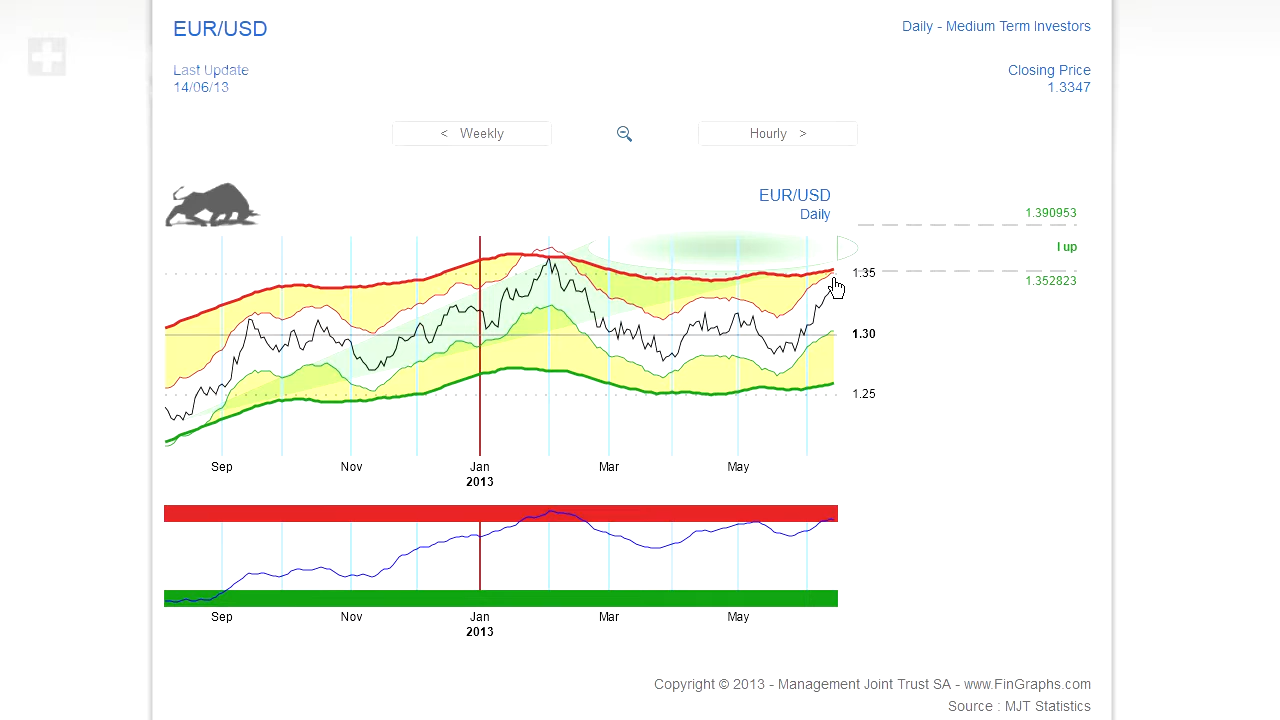 EUR/USD
Daily - Medium Term Investors
Last Update
14/06/13
Closing Price
1.3347
< Weekly
Hourly >
EUR/USD
Daily
1.390953
I up
1.352823
1.35
1.30
1.25
Sep Nov Jan Mar May
2013
Sep Nov Jan Mar May
2013
Copyright © 2013 - Management Joint Trust SA - www.FinGraphs.com
Source : MJT Statistics